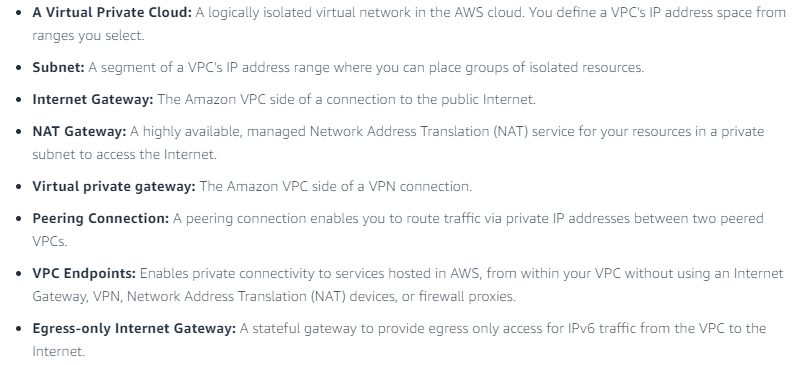 A Virtual Private Cloud: A logically isolated virtual network in the AWS cloud. You define a VPC's IP address space from
ranges you select.
Subnet: A segment of a VPC's IP address range where you can place groups of isolated resources.
Internet Gateway: The Amazon VPC side of a connection to the public Internet.
NAT Gateway: A highly available, managed Network Address Translation (NAT) service for your resources in a private
subnet to access the Internet.
Virtual private gateway: The Amazon VPC side of a VPN connection.
Peering Connection: A peering connection enables you to route traffic via private IP addresses between two peered
VPCs.
VPC Endpoints: Enables private connectivity to services hosted in AWS, from within your VPC without using an Internet
Gateway, VPN, Network Address Translation (NAT) devices, or firewall proxies.
Egress-only Internet Gateway: A stateful gateway to provide egress only access for IPv6 traffic from the VPC to the
Internet.